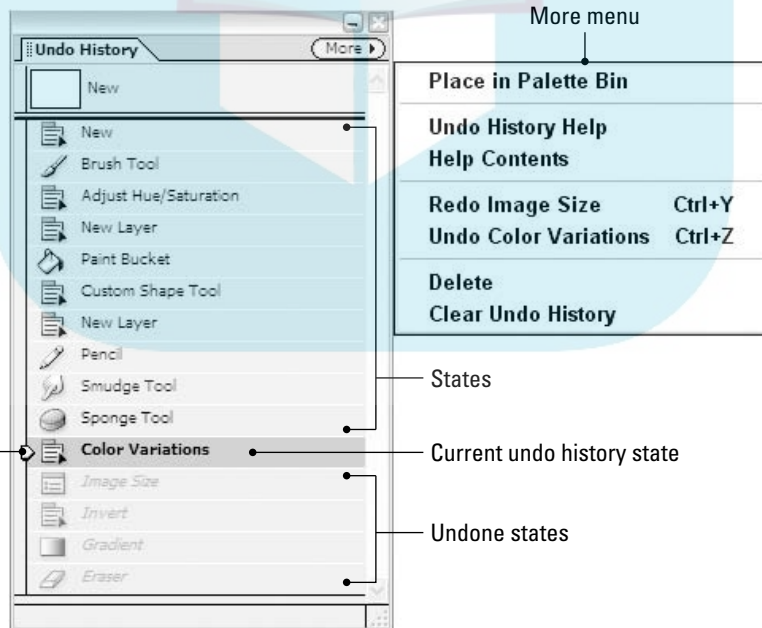 More menu
Undo History
More
New
New
Brush Tool
Adjust Hue/Saturation
New Layer
Paint Bucket
Custom Shape Tool
New Layer
Pencil
Smudge Tool
Sponge Tool
Color Variations
Image Size
Invert
Gradient
Eraser
Place in Palette Bin
Undo History Help
Help Contents
Redo Image Size Ctrl+Y
Undo Color Variations Ctrl+Z
Delete
Clear Undo History
States
Current undo history state
Undone states